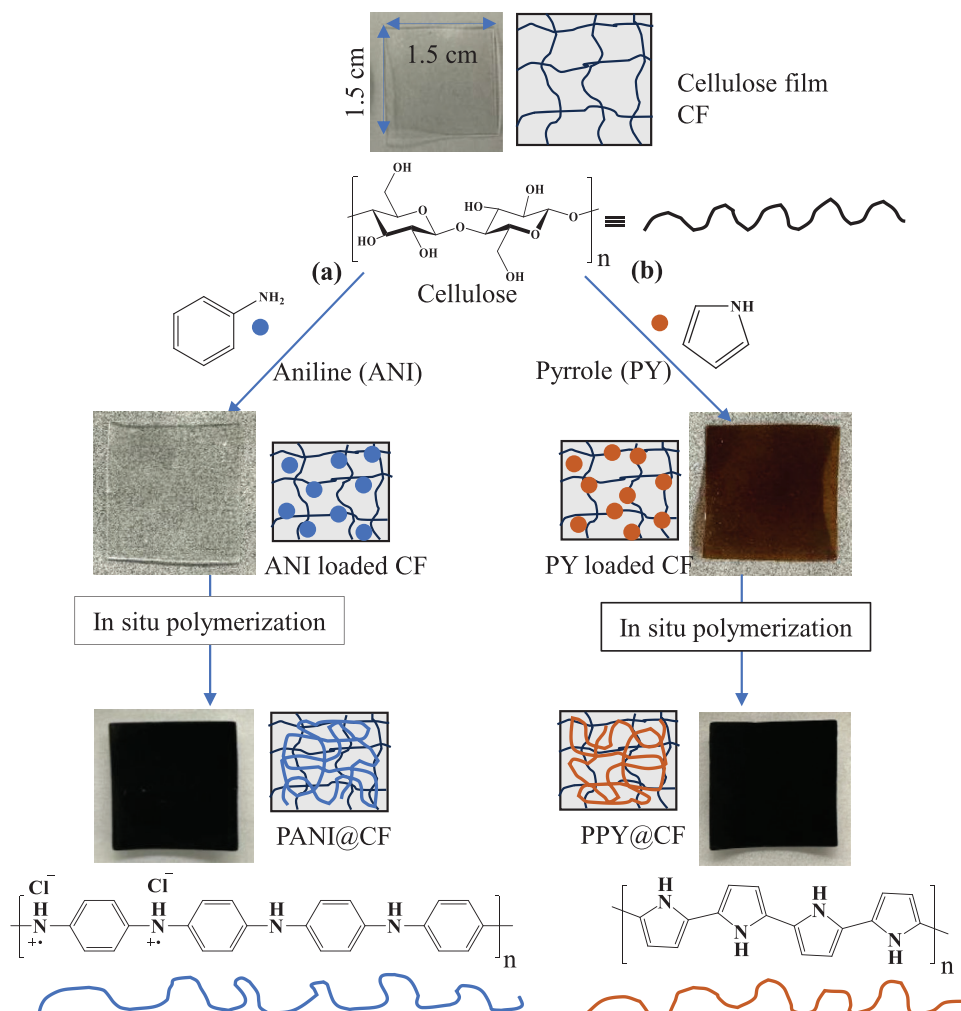 1.5 cm
1.5 cm
Cellulose film
CF
OH
O
HO
OH
O
HO
OH
O
O
OH
n
(a)
(b)
Cellulose
NH₂
NH
Aniline (ANI)
Pyrrole (PY)
ANI loaded CF
PY loaded CF
In situ polymerization
In situ polymerization
PANI@CF
PPY@CF
Cl⁻
Cl⁻
H
N
+•
H
N
+•
H
N
H
N
n
H
N
N
H
H
N
N
H
n